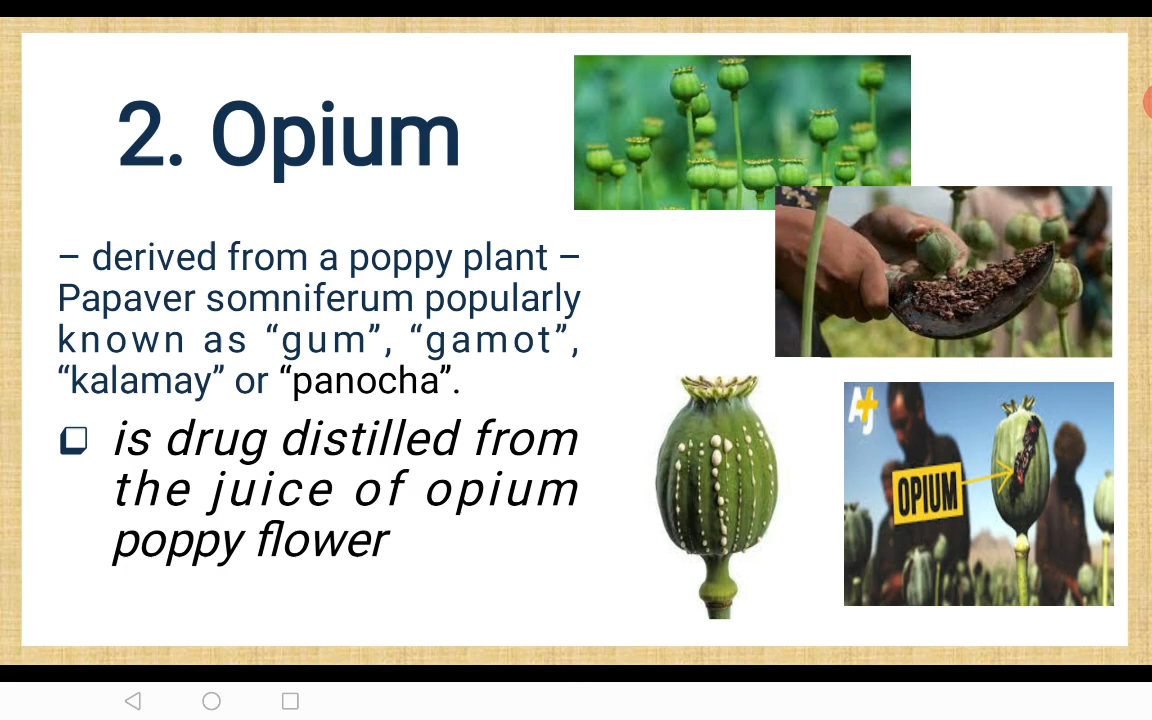 2. Opium
– derived from a poppy plant –
Papaver somniferum popularly
known as “gum”, “gamot”,
“kalamay” or “panocha”.
is drug distilled from
the juice of opium
poppy flower
AJ+
OPIUM